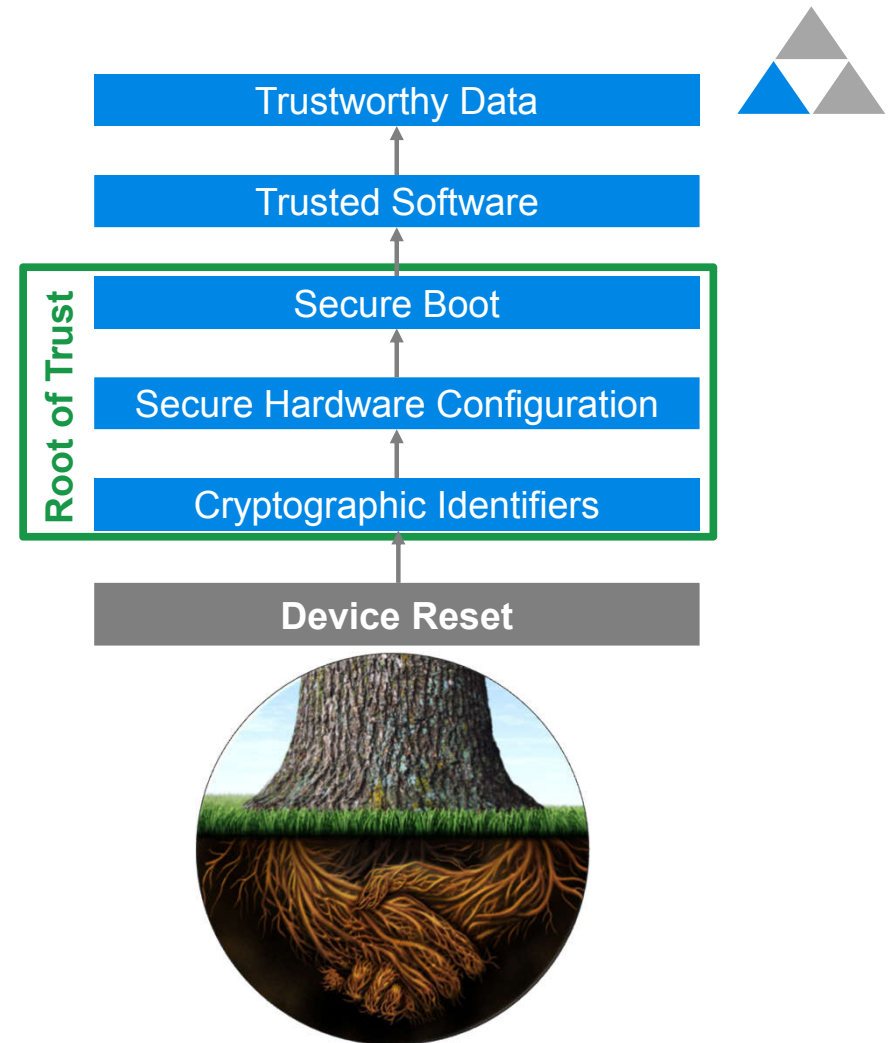 Trustworthy Data
Trusted Software
Root of Trust
Secure Boot
Secure Hardware Configuration
Cryptographic Identifiers
Device Reset